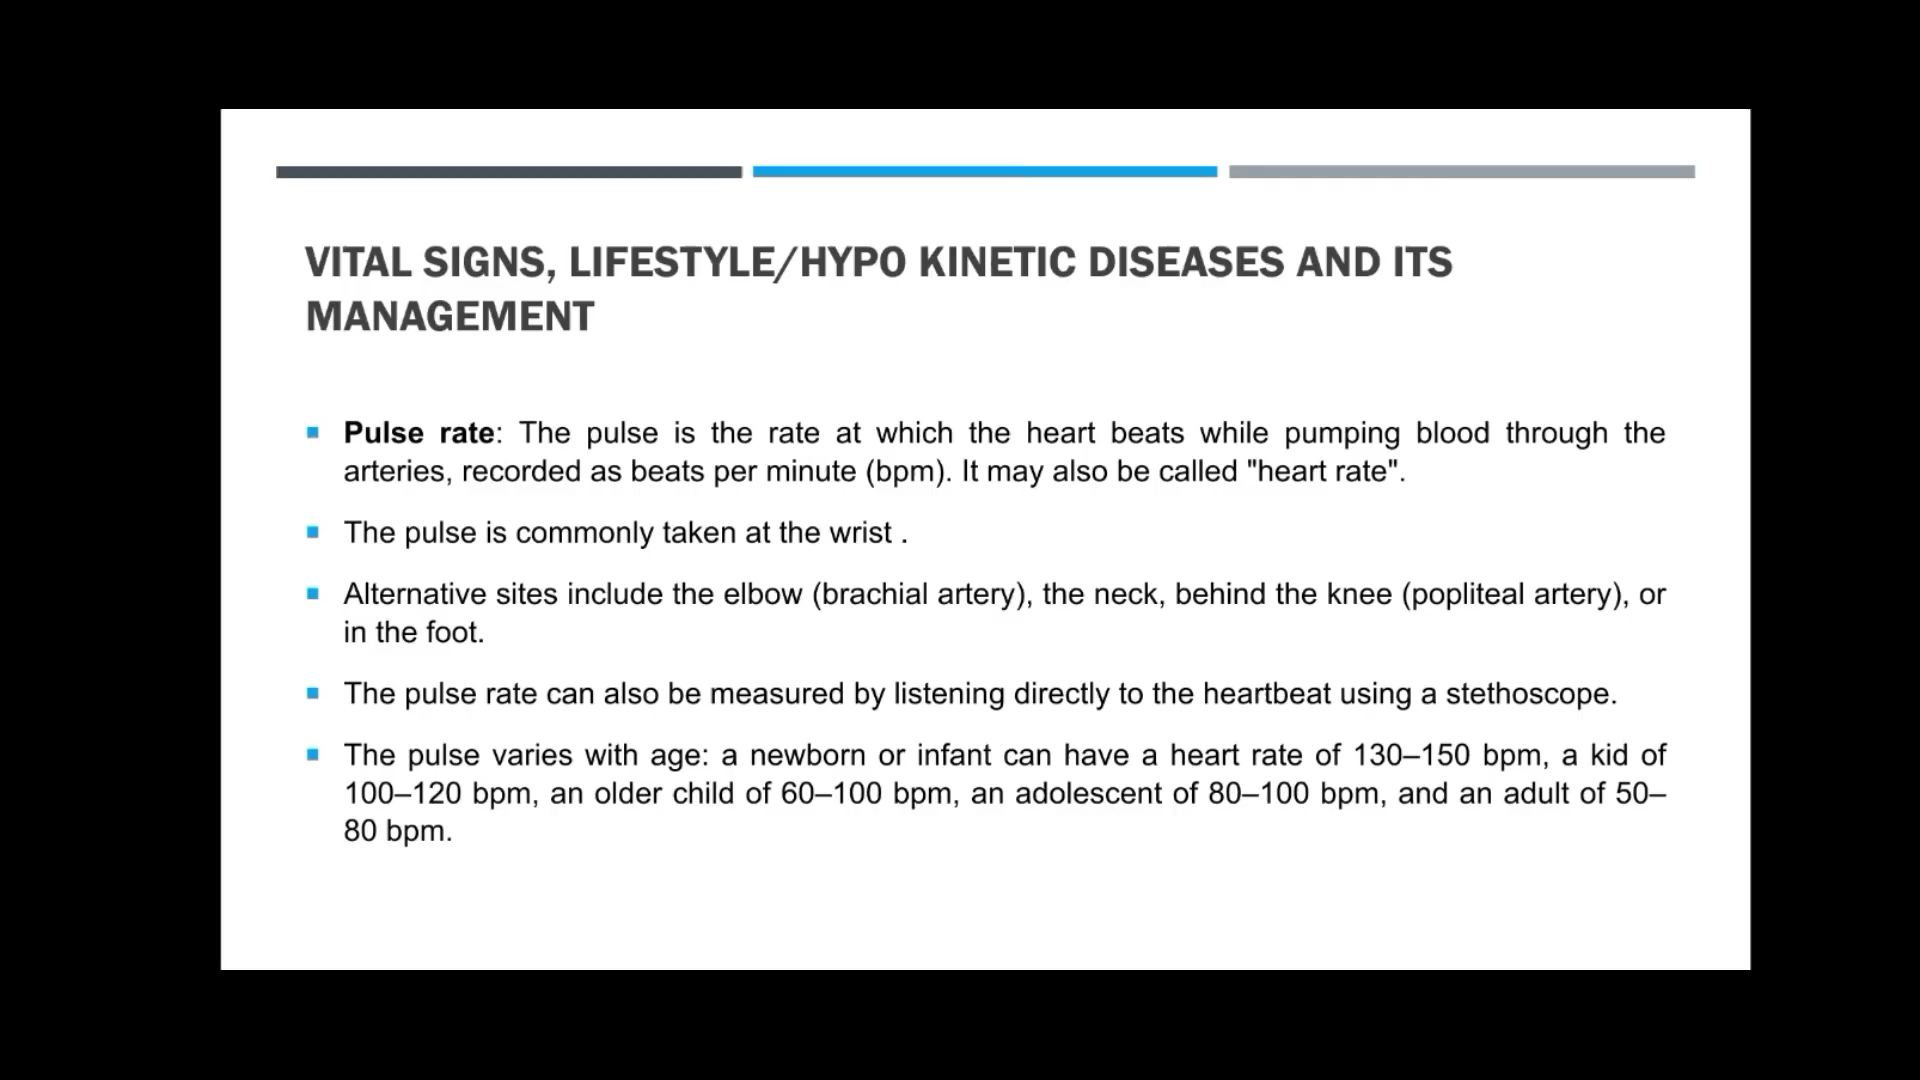 VITAL SIGNS, LIFESTYLE/HYPO KINETIC DISEASES AND ITS
MANAGEMENT
Pulse rate: The pulse is the rate at which the heart beats while pumping blood through the
arteries, recorded as beats per minute (bpm). It may also be called "heart rate".
The pulse is commonly taken at the wrist .
Alternative sites include the elbow (brachial artery), the neck, behind the knee (popliteal artery), or
in the foot.
The pulse rate can also be measured by listening directly to the heartbeat using a stethoscope.
The pulse varies with age: a newborn or infant can have a heart rate of 130–150 bpm, a kid of
100–120 bpm, an older child of 60–100 bpm, an adolescent of 80–100 bpm, and an adult of 50–
80 bpm.